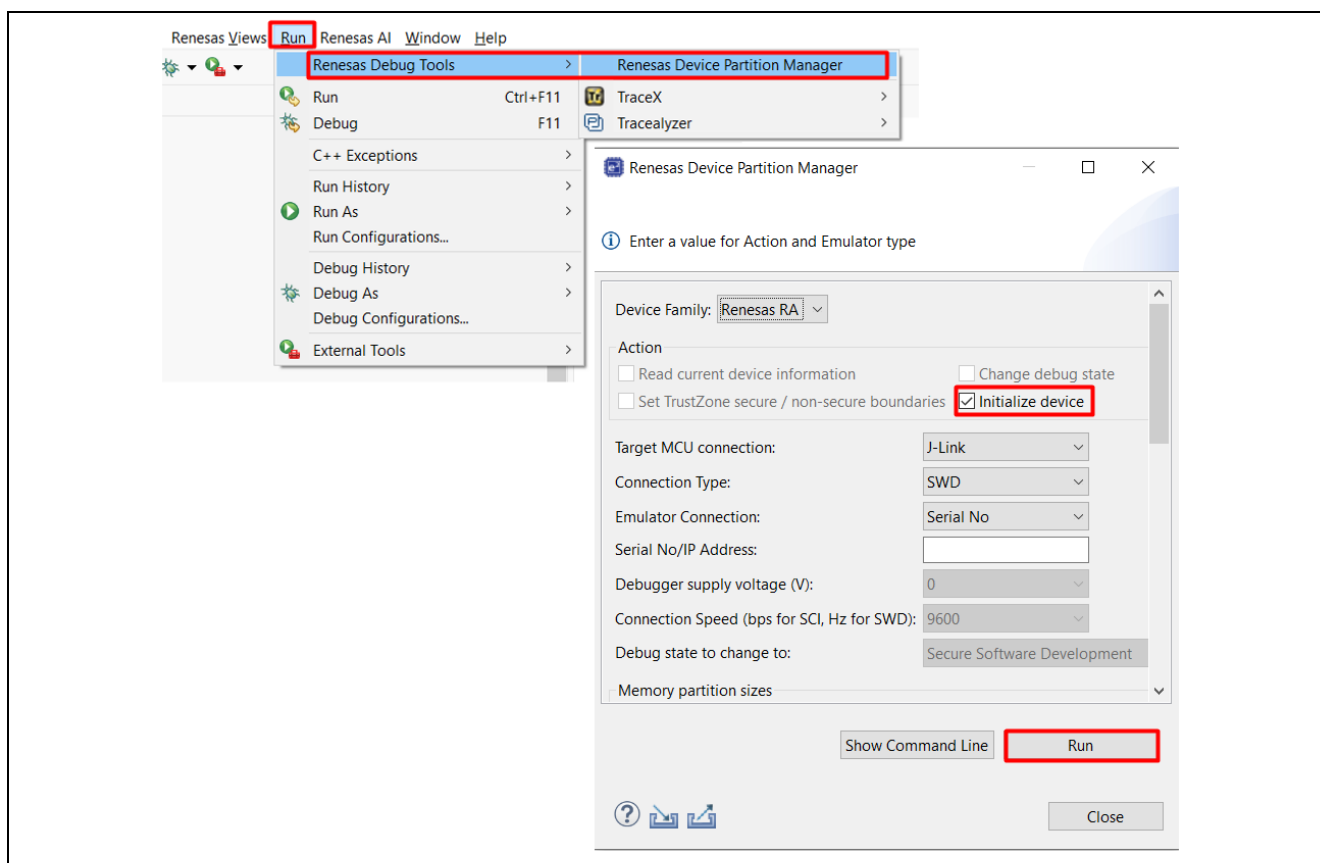 Renesas Views Run Renesas AI Window Help
Renesas Debug Tools > Renesas Device Partition Manager
Run Ctrl+F11 TraceX >
Debug F11 Tracealyzer >
C++ Exceptions >
Run History >
Run As >
Run Configurations...
Debug History >
Debug As >
Debug Configurations...
External Tools >
Renesas Device Partition Manager
Enter a value for Action and Emulator type
Device Family: Renesas RA
Action
Read current device information Change debug state
Set TrustZone secure / non-secure boundaries Initialize device
Target MCU connection: J-Link
Connection Type: SWD
Emulator Connection: Serial No
Serial No/IP Address:
Debugger supply voltage (V): 0
Connection Speed (bps for SCI, Hz for SWD): 9600
Debug state to change to: Secure Software Development
Memory partition sizes
Show Command Line Run
Close